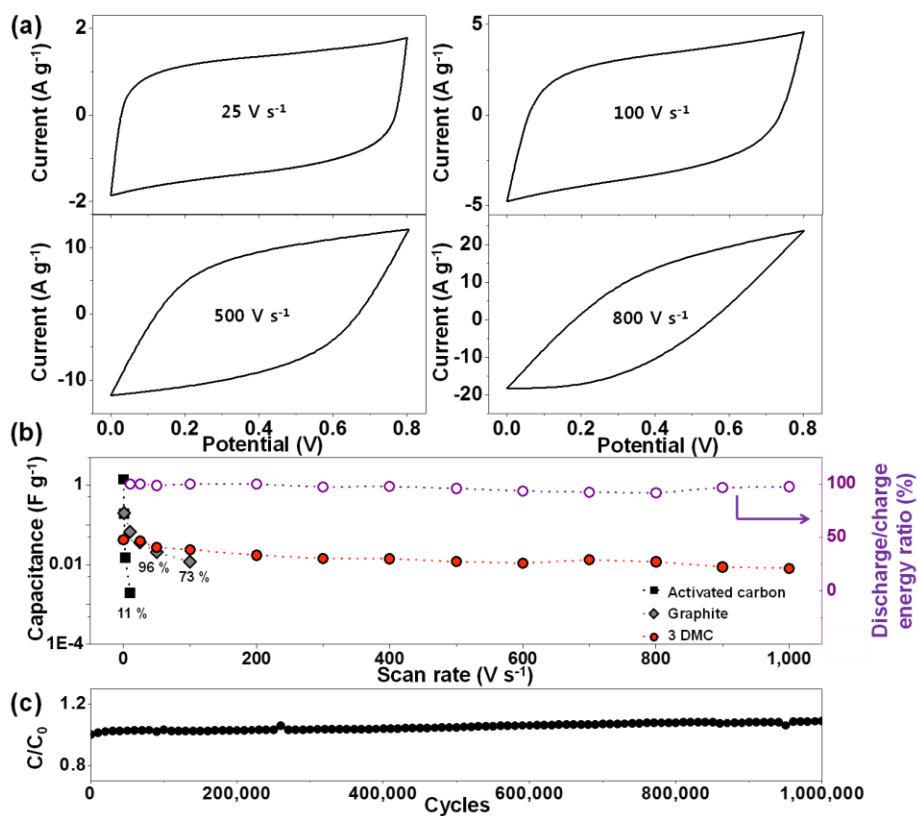 (a)
2
0
-2
Current (A g⁻¹)
25 V s⁻¹
5
0
-5
Current (A g⁻¹)
100 V s⁻¹
10
0
-10
Current (A g⁻¹)
500 V s⁻¹
0.0 0.2 0.4 0.6 0.8
Potential (V)
20
10
0
-10
-20
Current (A g⁻¹)
800 V s⁻¹
0.0 0.2 0.4 0.6 0.8
Potential (V)
(b)
1
0.01
1E-4
Capacitance (F g⁻¹)
11 %
96 %
73 %
Activated carbon
Graphite
3 DMC
100
50
0
Discharge/charge
energy ratio (%)
0 200 400 600 800 1,000
Scan rate (V s⁻¹)
(c)
1.2
0.8
C/C₀
0 200,000 400,000 600,000 800,000 1,000,000
Cycles